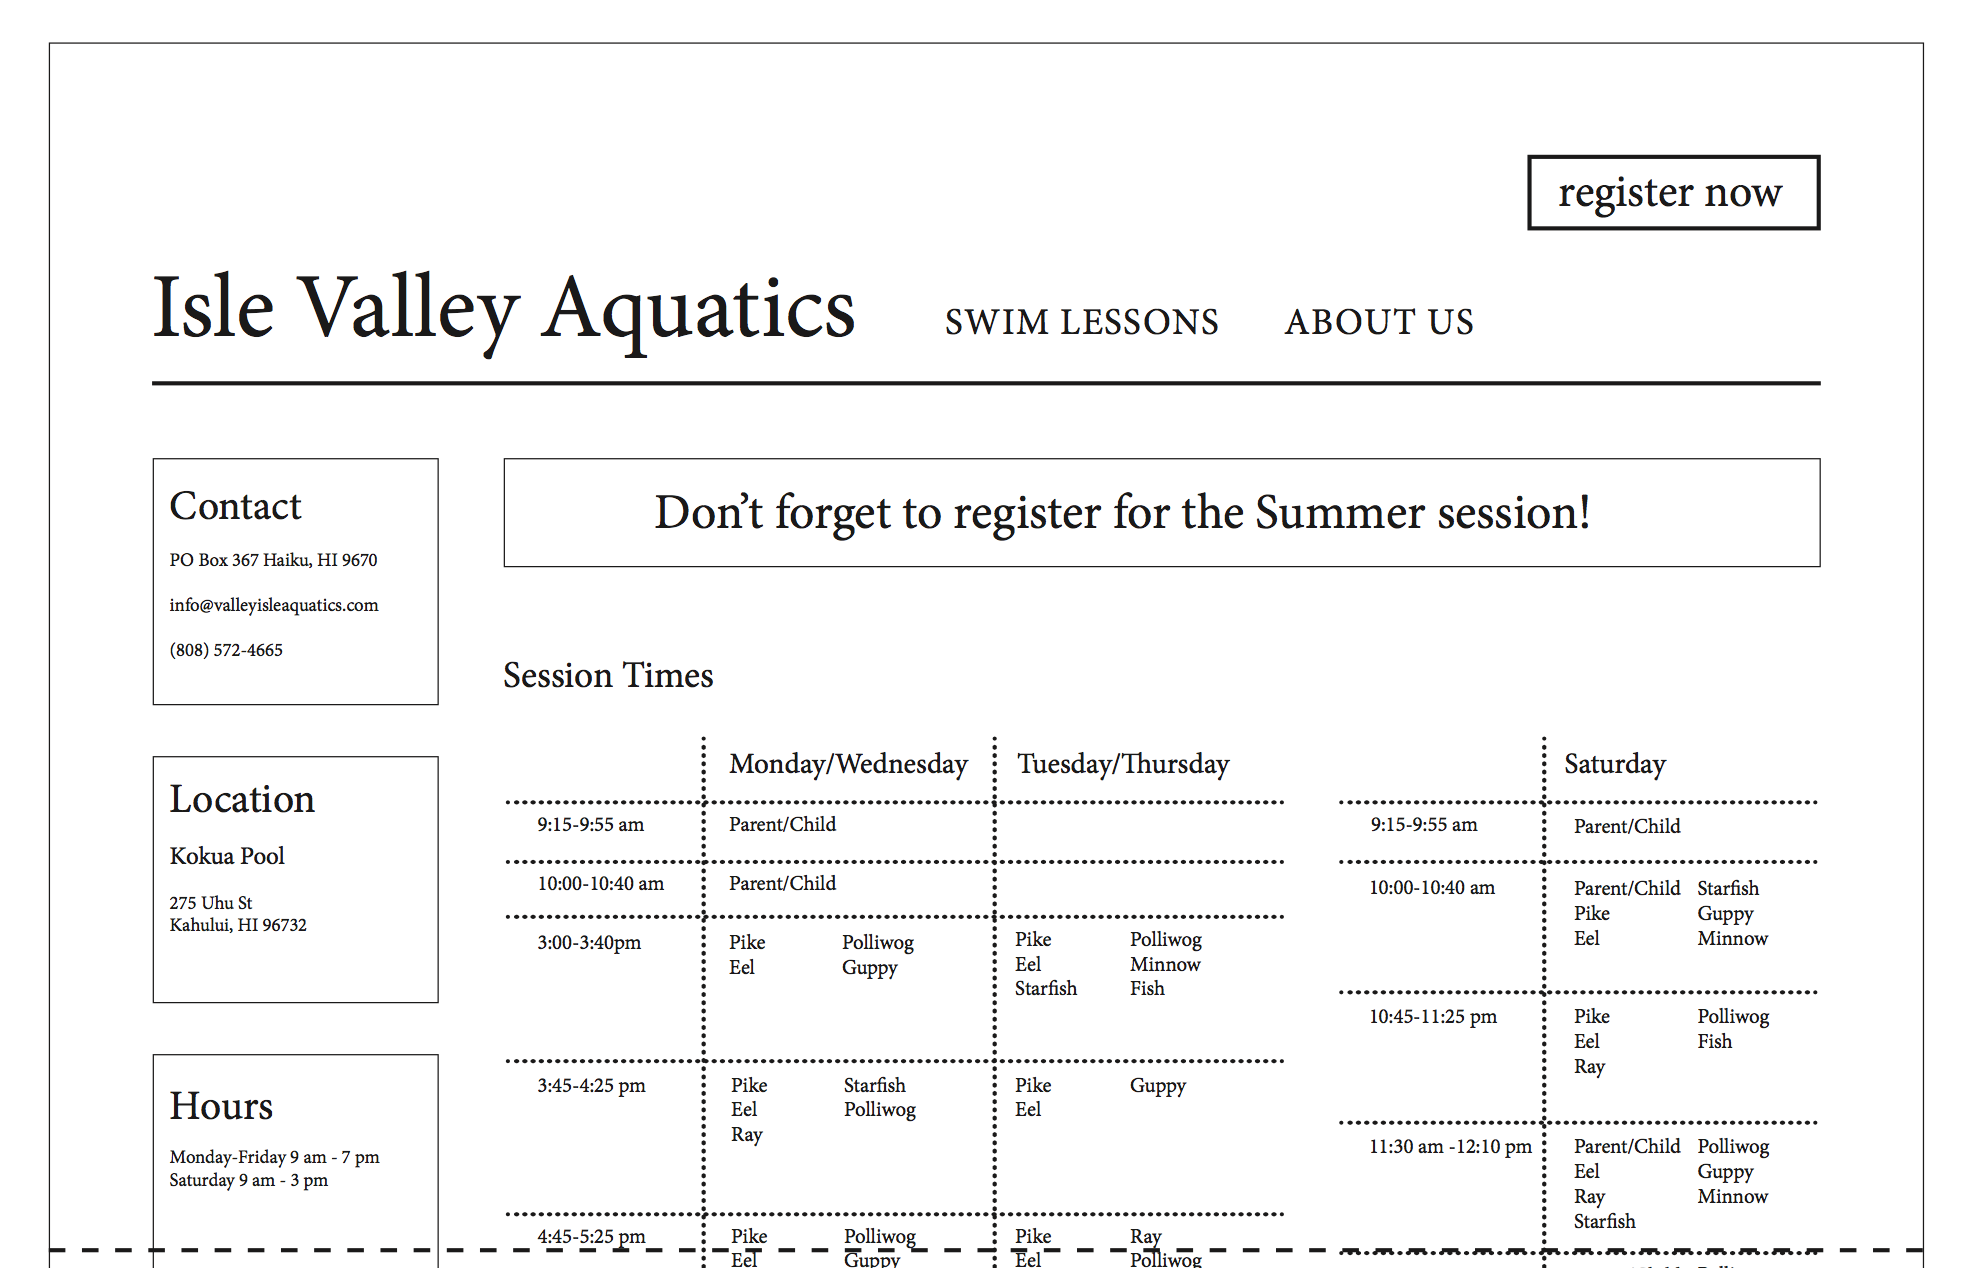 register now
Isle Valley Aquatics
SWIM LESSONS
ABOUT US
Contact
PO Box 367 Haiku, HI 9670
info@valleyisleaquatics.com
(808) 572-4665
Location
Kokua Pool
275 Uhu St
Kahului, HI 96732
Hours
Monday-Friday 9 am - 7 pm
Saturday 9 am - 3 pm
Don’t forget to register for the Summer session!
Session Times
Monday/Wednesday Tuesday/Thursday
9:15-9:55 am Parent/Child
10:00-10:40 am Parent/Child
3:00-3:40pm Pike Polliwog Pike Polliwog
Eel Guppy Eel Minnow
Starfish Fish
3:45-4:25 pm Pike Starfish Pike Guppy
Eel Polliwog Eel
Ray
4:45-5:25 pm Pike Polliwog Pike Ray
Eel Guppy Eel Polliwog
Saturday
9:15-9:55 am Parent/Child
10:00-10:40 am Parent/Child Starfish
Pike Guppy
Eel Minnow
10:45-11:25 pm Pike Polliwog
Eel Fish
Ray
11:30 am -12:10 pm Parent/Child Polliwog
Eel Guppy
Ray Minnow
Starfish